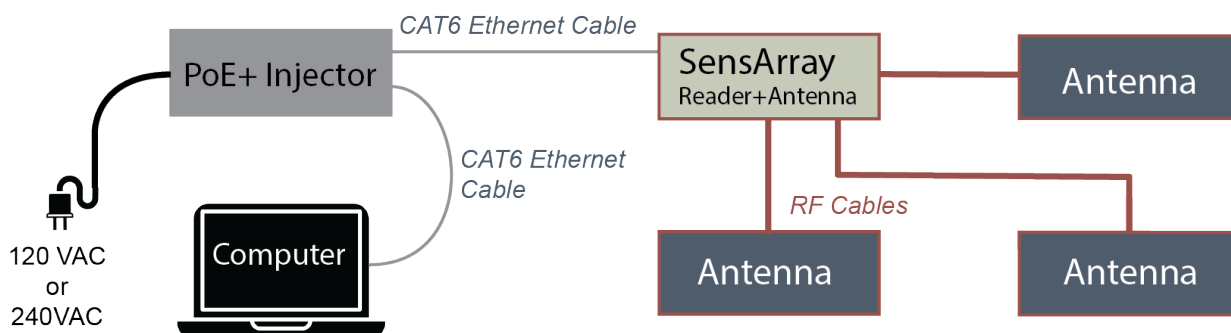 CAT6 Ethernet Cable
PoE+ Injector
SensArray
Reader+Antenna
Antenna
CAT6 Ethernet
Cable
RF Cables
120 VAC
or
240VAC
Computer
Antenna
Antenna